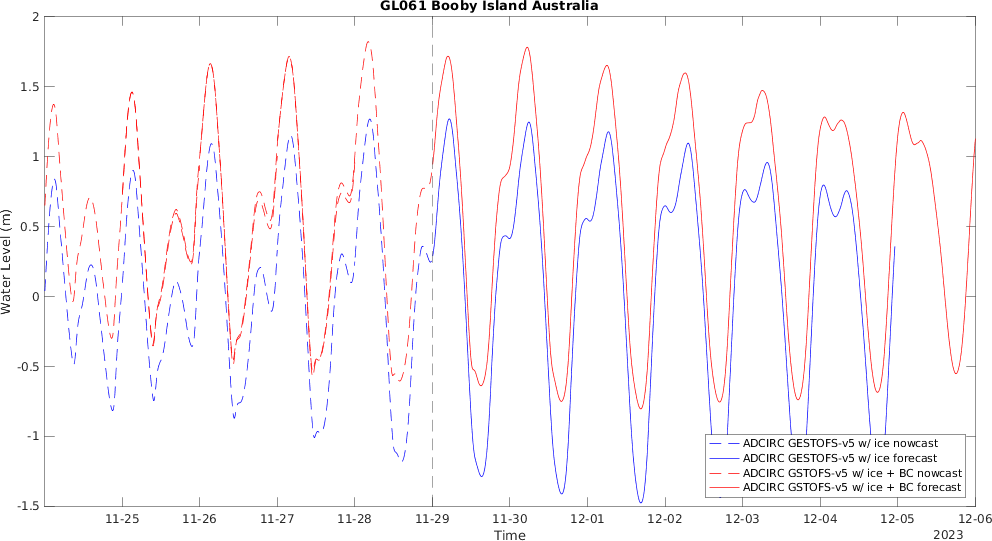 GL061 Booby Island Australia
2
1.5
1
0.5
0
-0.5
-1
-1.5
Water Level (m)
ADCIRC GESTOFS-v5 w/ ice nowcast
ADCIRC GESTOFS-v5 w/ ice forecast
ADCIRC GSTOFS-v5 w/ ice + BC nowcast
ADCIRC GSTOFS-v5 w/ ice + BC forecast
11-25 11-26 11-27 11-28 11-29 11-30 12-01 12-02 12-03 12-04 12-05 12-06
Time
2023